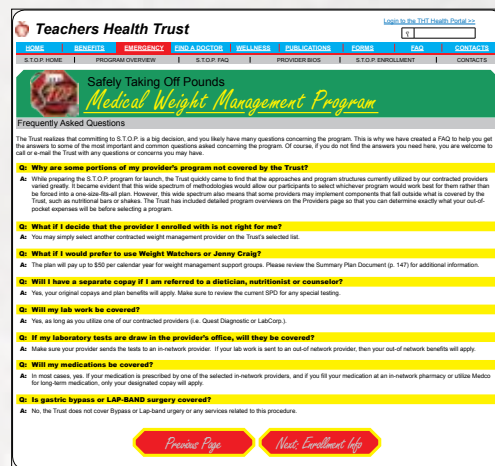 Teachers Health Trust
Login to the THT Health Portal >>
HOME BENEFITS EMERGENCY FIND A DOCTOR WELLNESS PUBLICATIONS FORMS FAQ CONTACTS
S.T.O.P. HOME PROGRAM OVERVIEW S.T.O.P. FAQ PROVIDER BIOS S.T.O.P. ENROLLMENT CONTACTS
Safely Taking Off Pounds
Medical Weight Management Program
Frequently Asked Questions
The Trust realizes that committing to S.T.O.P. is a big decision, and you likely have many questions concerning the program. This is why we have created a FAQ to help you get
the answers to some of the most important and common questions asked concerning the program. Of course, if you do not find the answers you need here, you are welcome to
call or e-mail the Trust with any questions or concerns you may have.
Q: Why are some portions of my provider's program not covered by the Trust?
A: While preparing the S.T.O.P. program for launch, the Trust quickly came to find that the approaches and program structures currently utilized by our contracted providers
varied greatly. It became evident that this wide spectrum of methodologies would allow our participants to select whichever program would work best for them rather than
be forced into a one-size-fits-all plan. However, this wide spectrum also means that some providers may implement components that fall outside what is covered by the
Trust, such as nutritional bars or shakes. The Trust has included detailed program overviews on the Providers page so that you can determine exactly what your out-of-
pocket expenses will be before selecting a program.
Q: What if I decide that the provider I enrolled with is not right for me?
A: You may simply select another contracted weight management provider on the Trust's selected list.
Q: What if I would prefer to use Weight Watchers or Jenny Craig?
A: The plan will pay up to $50 per calendar year for weight management support groups. Please review the Summary Plan Document (p. 147) for additional information.
Q: Will I have a separate copay if I am referred to a dietician, nutritionist or counselor?
A: Yes, your original copays and plan benefits will apply. Make sure to review the current SPD for any special testing.
Q: Will my lab work be covered?
A: Yes, as long as you utilize one of our contracted providers (i.e. Quest Diagnostic or LabCorp.).
Q: If my laboratory tests are draw in the provider's office, will they be covered?
A: Make sure your provider sends the tests to an in-network provider. If your lab work is sent to an out-of network provider, then your out-of network benefits will apply.
Q: Will my medications be covered?
A: In most cases, yes. If your medication is prescribed by one of the selected in-network providers, and if you fill your medication at an in-network pharmacy or utilize Medco
for long-term medication, only your designated copay will apply.
Q: Is gastric bypass or LAP-BAND surgery covered?
A: No, the Trust does not cover Bypass or Lap-band urgery or any services related to this procedure.
Previous Page
Next: Enrollment Info